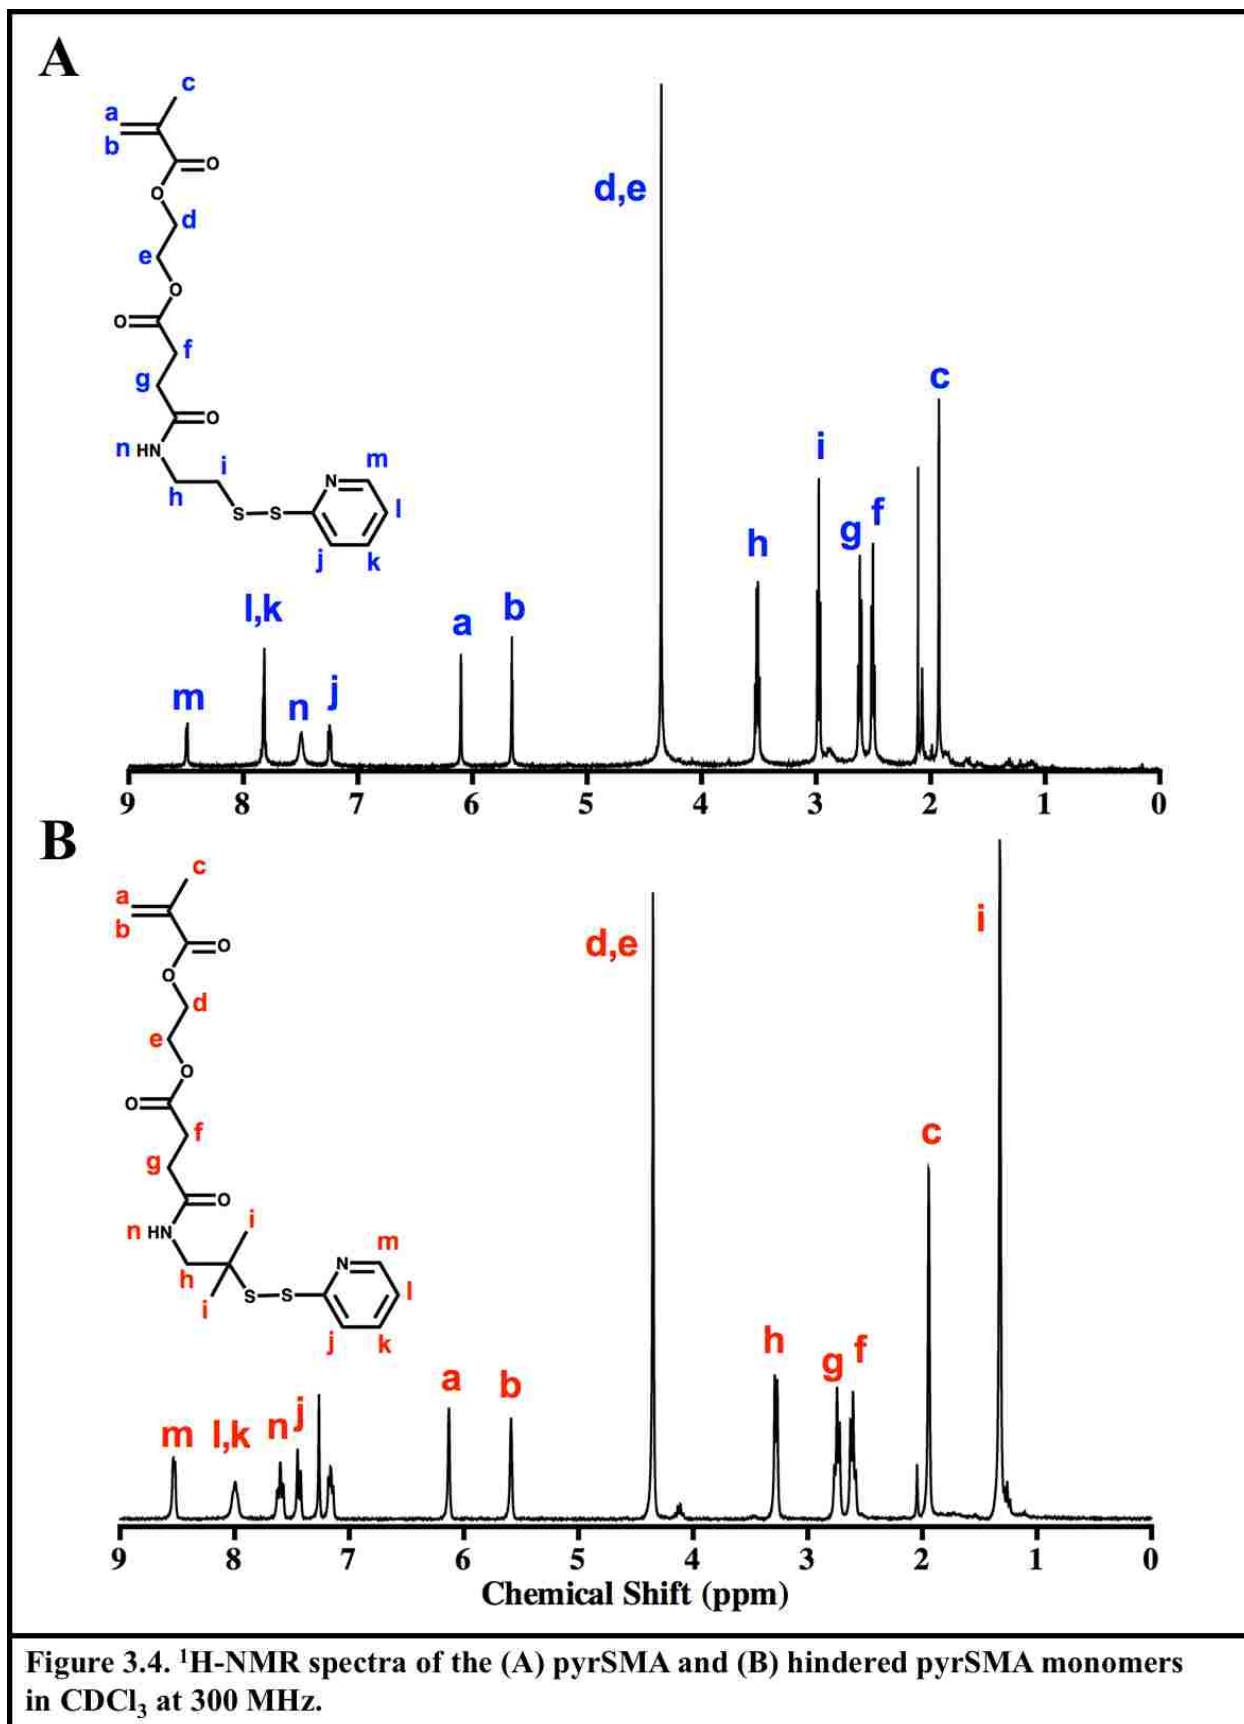 A
c
a
b
O
O
d
e
O
O
f
g
O
n HN
i
h
S S
N
m
l
j
k
d,e
c
i
h
g
f
l,k
m
n
j
a
b
9 8 7 6 5 4 3 2 1 0
B
c
a
b
O
O
d
e
O
O
f
g
O
n HN
i
h
i
S S
N
m
l
j
k
d,e
i
c
h
g
f
m
l,k
n
j
a
b
9 8 7 6 5 4 3 2 1 0
Chemical Shift (ppm)
Figure 3.4. ¹H-NMR spectra of the (A) pyrSMA and (B) hindered pyrSMA monomers
in CDCl₃ at 300 MHz.